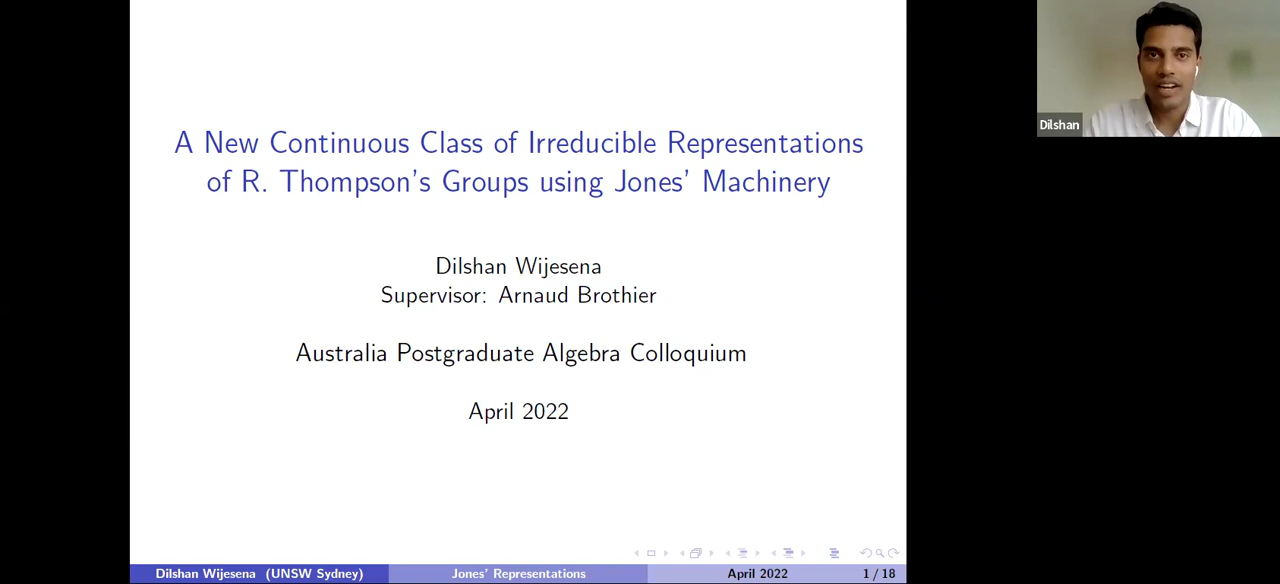 A New Continuous Class of Irreducible Representations
of R. Thompson's Groups using Jones' Machinery
Dilshan Wijesena
Supervisor: Arnaud Brothier
Australia Postgraduate Algebra Colloquium
April 2022
Dilshan Wijesena (UNSW Sydney) Jones' Representations April 2022 1 / 18
Dilshan